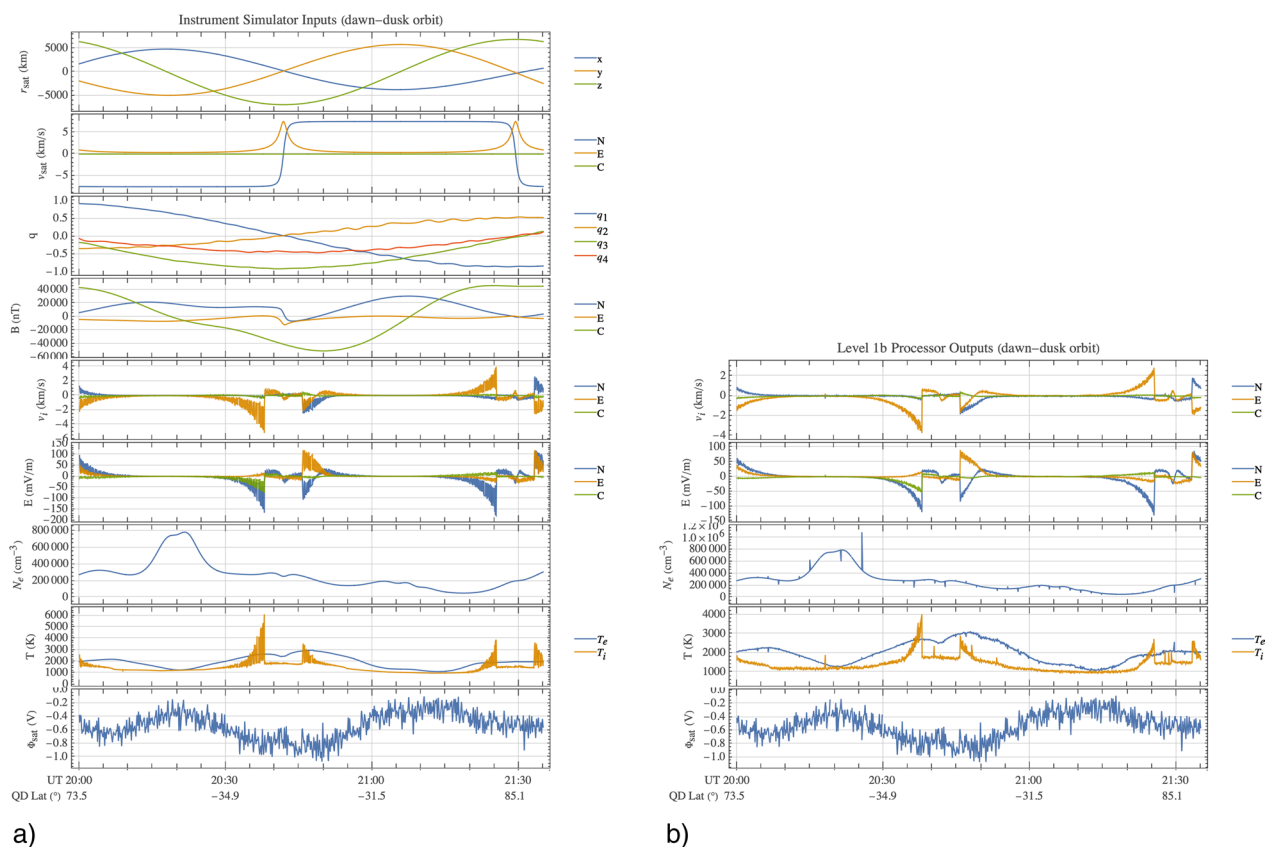 Instrument Simulator Inputs (dawn–dusk orbit)
r_sat (km)
5000
0
−5000
x
y
z
v_sat (km/s)
5
0
−5
N
E
C
q
1.0
0.5
0.0
−0.5
−1.0
q1
q2
q3
q4
B (nT)
40000
20000
0
−20000
−40000
−60000
N
E
C
v_i (km/s)
4
2
0
−2
−4
−6
N
E
C
E (mV/m)
150
100
50
0
−50
−100
−150
−200
N
E
C
N_e (cm−3)
800 000
600 000
400 000
200 000
0
T (K)
6000
5000
4000
3000
2000
1000
0
T_e
T_i
Φ_sat (V)
0.0
−0.2
−0.4
−0.6
−0.8
−1.0
UT 20:00 20:30 21:00 21:30
QD Lat (°) 73.5 −34.9 −31.5 85.1
a)
Level 1b Processor Outputs (dawn–dusk orbit)
v_i (km/s)
2
0
−2
−4
N
E
C
E (mV/m)
100
50
0
−50
−100
−150
N
E
C
N_e (cm−3)
1.2×10^6
1.0×10^6
800 000
600 000
400 000
200 000
0
T (K)
4000
3000
2000
1000
T_e
T_i
Φ_sat (V)
0.0
−0.2
−0.4
−0.6
−0.8
−1.0
UT 20:00 20:30 21:00 21:30
QD Lat (°) 73.5 −34.9 −31.5 85.1
b)